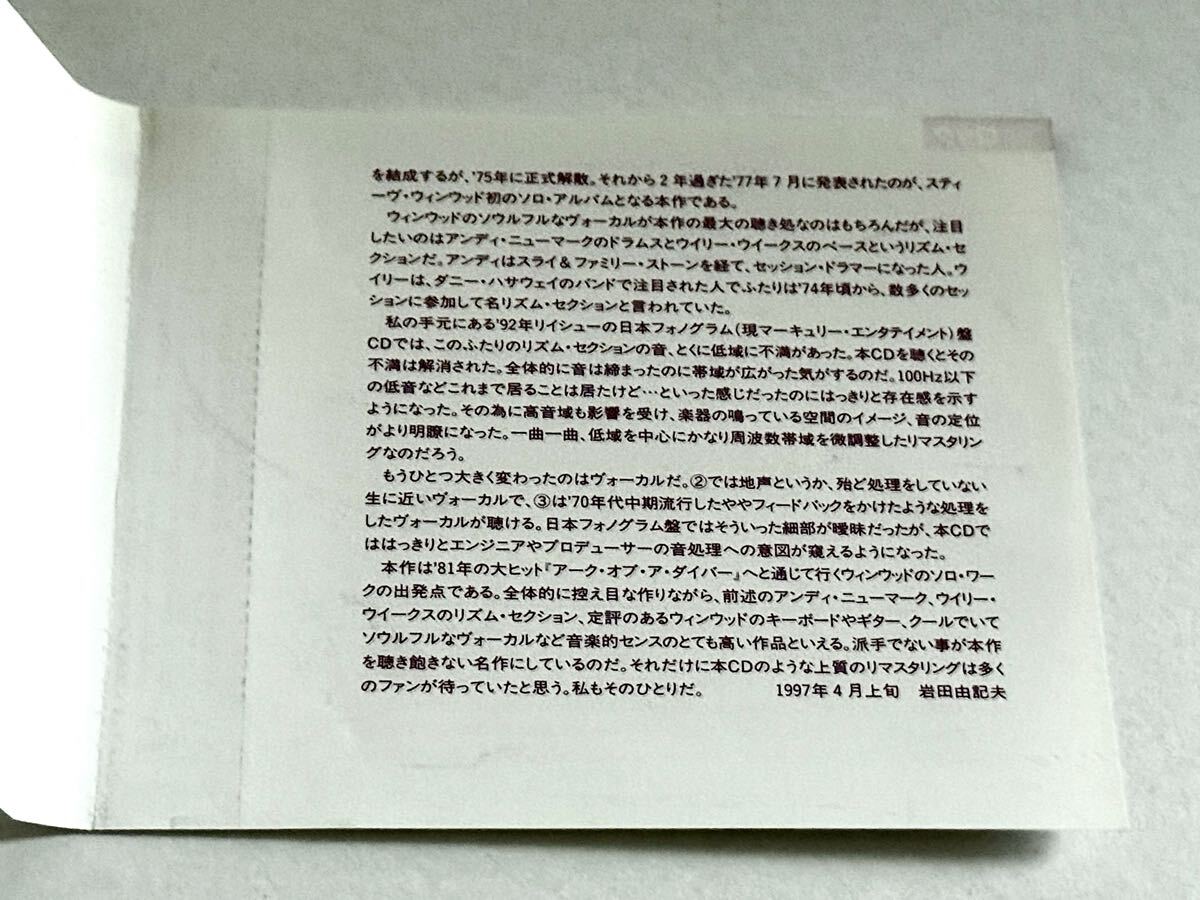 を結成するが、'75年に正式解散。それから2年過ぎた'77年7月に発表されたのが、スティ
ーヴ・ウィンウッド初のソロ・アルバムとなる本作である。
ウィンウッドのソウルフルなヴォーカルが本作の最大の聴き処なのはもちろんだが、注目
したいのはアンディ・ニューマークのドラムスとウイリー・ウイークスのベースというリズム・セ
クションだ。アンディはスライ&ファミリー・ストーンを経て、セッション・ドラマーになった人。ウ
イリーは、ダニー・ハサウェイのバンドで注目された人でふたりは'74年頃から、数多くのセッ
ションに参加して名リズム・セクションと言われていた。
私の手元にある'92年リイシューの日本フォノグラム(現マーキュリー・エンタテイメント)盤
CDでは、このふたりのリズム・セクションの音、とくに低域に不満があった。本CDを聴くとその
不満は解消された。全体的に音は締まったのに帯域が広がった気がするのだ。100Hz以下
の低音などこれまで居ることは居たけど…といった感じだったのにはっきりと存在感を示す
ようになった。その為に高音域も影響を受け、楽器の鳴っている空間のイメージ、音の定位
がより明瞭になった。一曲一曲、低域を中心にかなり周波数帯域を微調整したリマスタリン
グなのだろう。
もうひとつ大きく変わったのはヴォーカルだ。②では地声というか、殆ど処理をしていない
生に近いヴォーカルで、③は'70年代中期流行したややフィードバックをかけたような処理を
したヴォーカルが聴ける。日本フォノグラム盤ではそういった細部が曖昧だったが、本CDで
ははっきりとエンジニアやプロデューサーの音処理への意図が窺えるようになった。
本作は'81年の大ヒット『アーク・オブ・ア・ダイバー』へと通じて行くウィンウッドのソロ・ワー
クの出発点である。全体的に控え目な作りながら、前述のアンディ・ニューマーク、ウイリー・
ウイークスのリズム・セクション、定評のあるウィンウッドのキーボードやギター、クールでいて
ソウルフルなヴォーカルなど音楽的センスのとても高い作品といえる。派手でない事が本作
を聴き飽きない名作にしているのだ。それだけに本CDのような上質のリマスタリングは多く
のファンが待っていたと思う。私もそのひとりだ。 1997年4月上旬 岩田由記夫